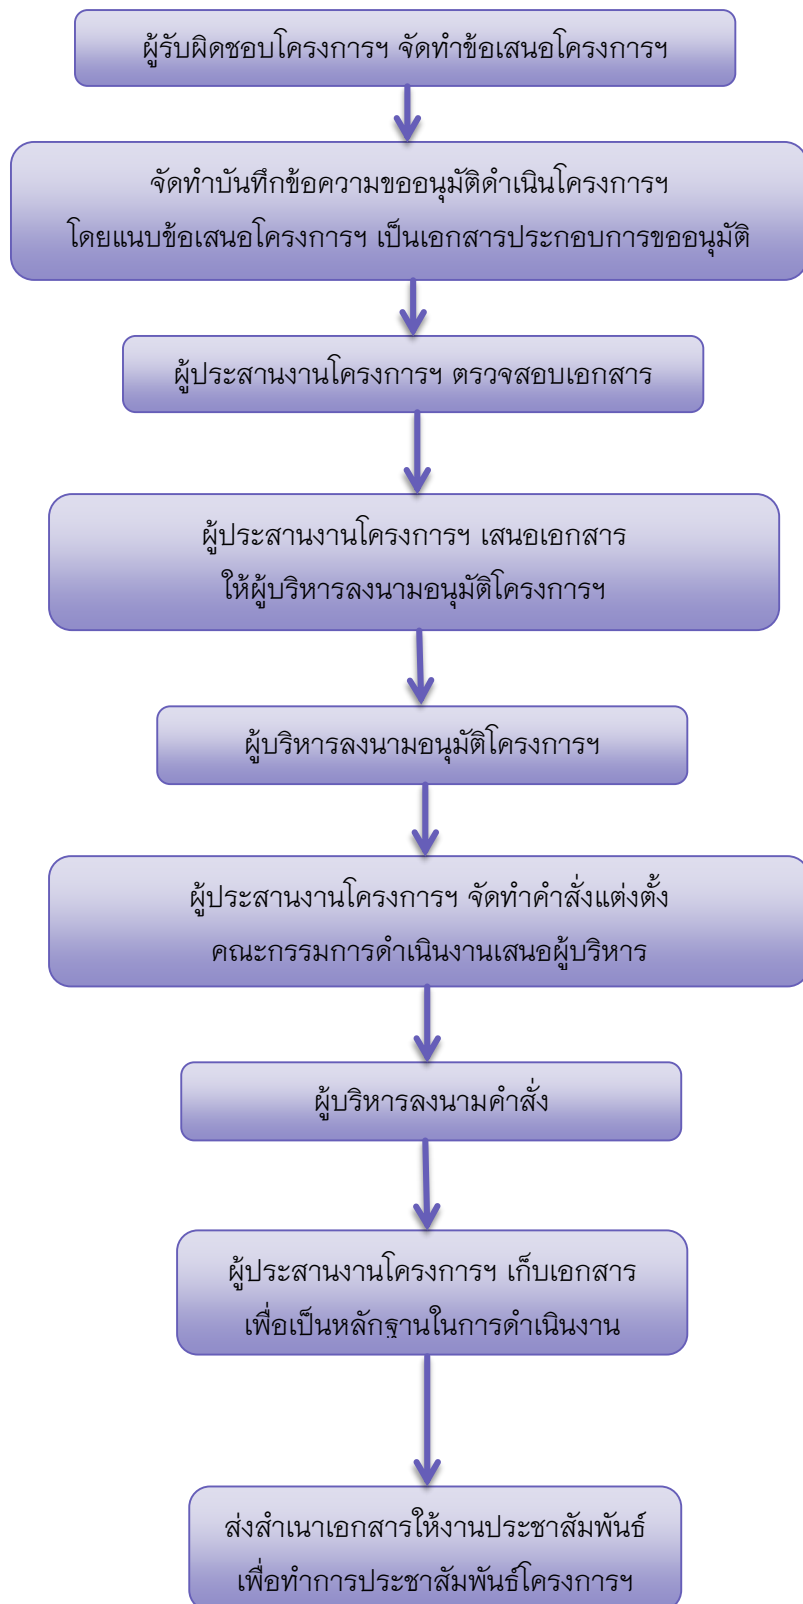 ผู้รับผิดชอบโครงการฯ จัดทำข้อเสนอโครงการฯ
จัดทำบันทึกข้อความขออนุมัติดำเนินโครงการฯ
โดยแนบข้อเสนอโครงการฯ เป็นเอกสารประกอบการขออนุมัติ
ผู้ประสานงานโครงการฯ ตรวจสอบเอกสาร
ผู้ประสานงานโครงการฯ เสนอเอกสาร
ให้ผู้บริหารลงนามอนุมัติโครงการฯ
ผู้บริหารลงนามอนุมัติโครงการฯ
ผู้ประสานงานโครงการฯ จัดทำคำสั่งแต่งตั้ง
คณะกรรมการดำเนินงานเสนอผู้บริหาร
ผู้บริหารลงนามคำสั่ง
ผู้ประสานงานโครงการฯ เก็บเอกสาร
เพื่อเป็นหลักฐานในการดำเนินงาน
ส่งสำเนาเอกสารให้งานประชาสัมพันธ์
เพื่อทำการประชาสัมพันธ์โครงการฯ